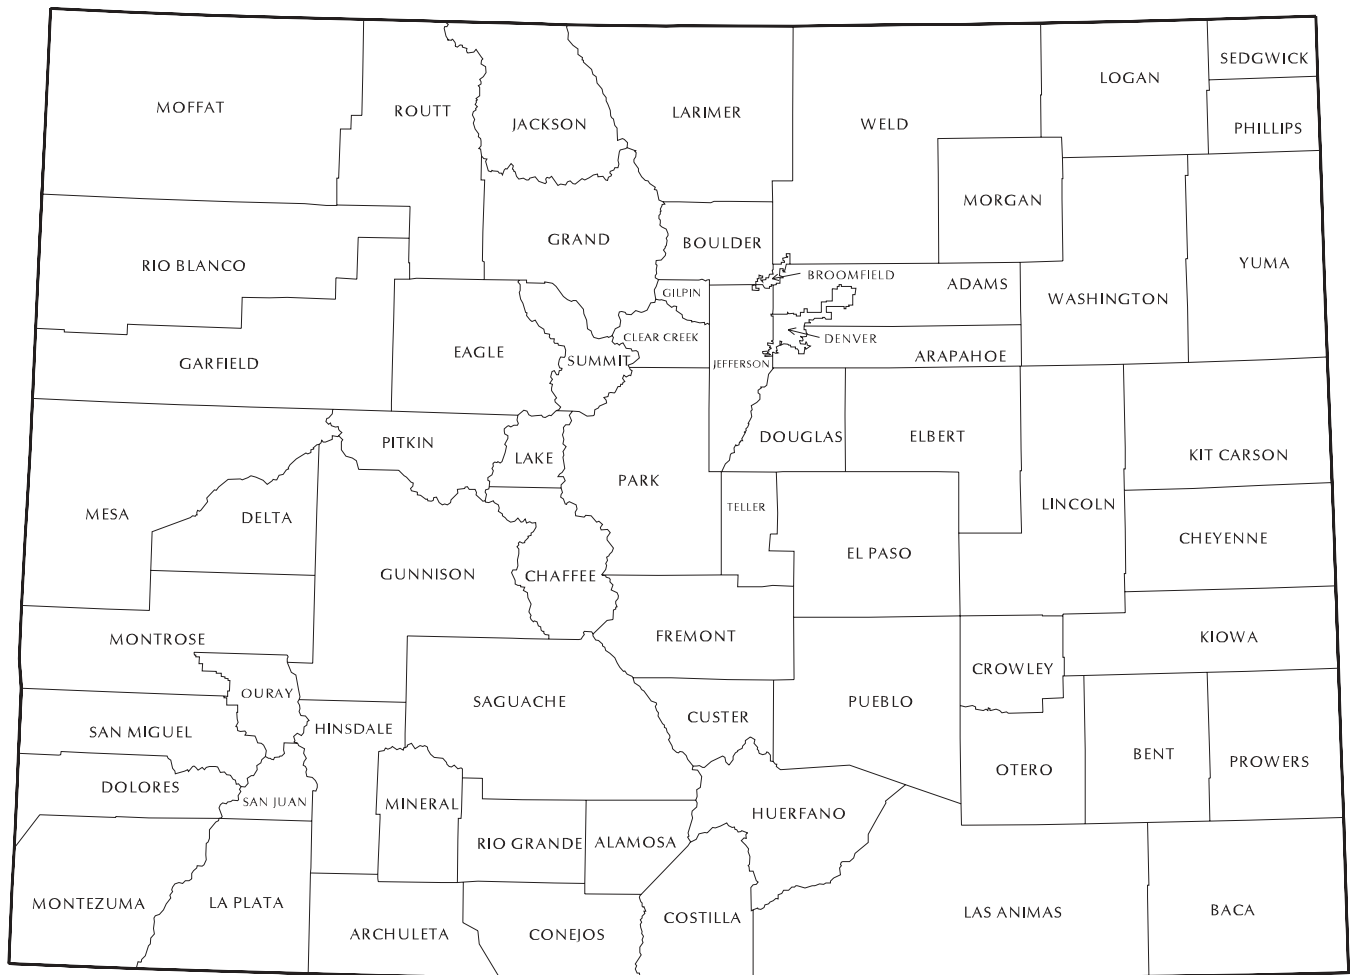 SEDGWICK
LOGAN
MOFFAT
ROUTT
LARIMER
JACKSON
WELD
PHILLIPS
MORGAN
GRAND
BOULDER
RIO BLANCO
YUMA
BROOMFIELD
ADAMS
GILPIN
WASHINGTON
CLEAR CREEK
DENVER
EAGLE
SUMMIT
GARFIELD
JEFFERSON
ARAPAHOE
PITKIN
DOUGLAS
ELBERT
LAKE
KIT CARSON
PARK
TELLER
LINCOLN
MESA
DELTA
CHEYENNE
EL PASO
GUNNISON
CHAFFEE
MONTROSE
FREMONT
KIOWA
CROWLEY
OURAY
SAGUACHE
PUEBLO
CUSTER
HINSDALE
SAN MIGUEL
BENT
PROWERS
OTERO
DOLORES
SAN JUAN
MINERAL
HUERFANO
RIO GRANDE
ALAMOSA
MONTEZUMA
LA PLATA
BACA
LAS ANIMAS
COSTILLA
ARCHULETA
CONEJOS